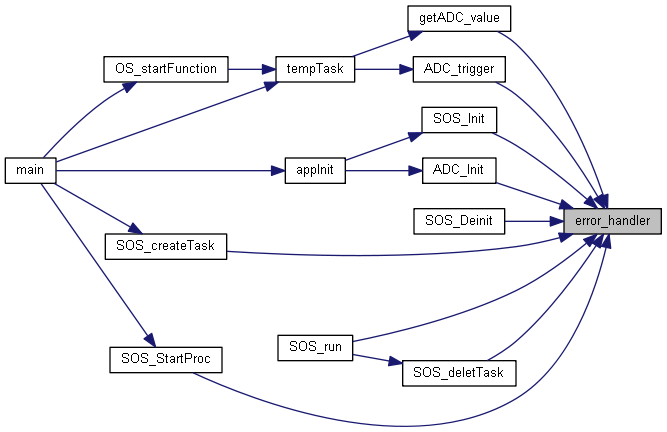 getADC_value
OS_startFunction
tempTask
ADC_trigger
SOS_Init
main
appInit
ADC_Init
SOS_Deinit
error_handler
SOS_createTask
SOS_run
SOS_StartProc
SOS_deletTask